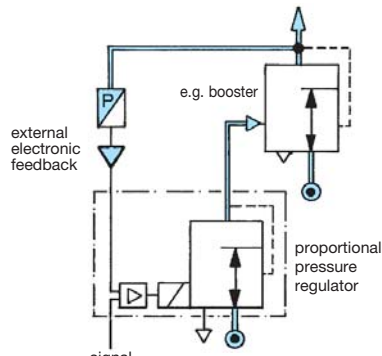 P
e.g. booster
external
electronic
feedback
proportional
pressure
regulator
signal